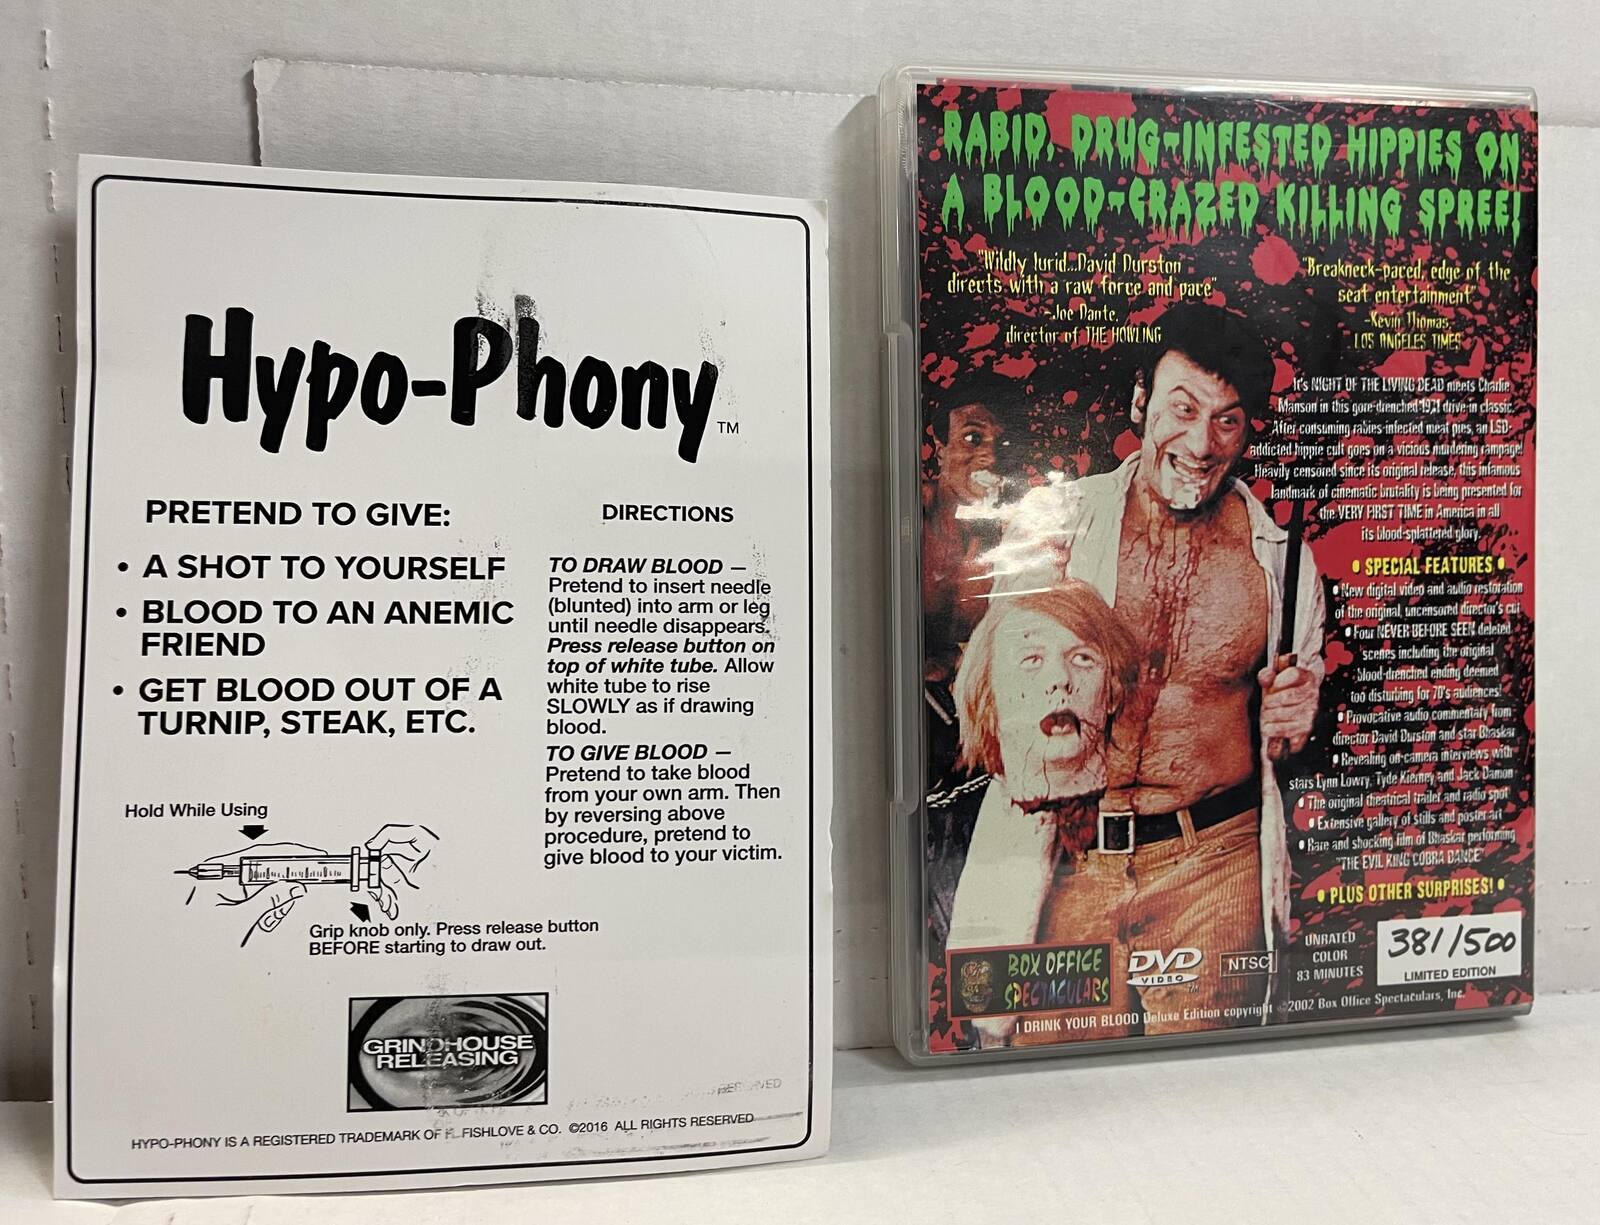 Hypo-Phony™
PRETEND TO GIVE:
• A SHOT TO YOURSELF
• BLOOD TO AN ANEMIC
FRIEND
• GET BLOOD OUT OF A
TURNIP, STEAK, ETC.
DIRECTIONS
TO DRAW BLOOD —
Pretend to insert needle
(blunted) into arm or leg
until needle disappears.
Press release button on
top of white tube. Allow
white tube to rise
SLOWLY as if drawing
blood.
TO GIVE BLOOD —
Pretend to take blood
from your own arm. Then
by reversing above
procedure, pretend to
give blood to your victim.
Hold While Using
Grip knob only. Press release button
BEFORE starting to draw out.
GRINDHOUSE
RELEASING
HYPO-PHONY IS A REGISTERED TRADEMARK OF FISHLOVE & CO. ©2016 ALL RIGHTS RESERVED
RABID, DRUG-INFESTED HIPPIES ON
A BLOOD-CRAZED KILLING SPREE!
"Wildly lurid...David Durston
directs with a raw force and pace"
-Joe Dante,
director of THE HOWLING
"Breakneck-paced, edge of the
seat entertainment"
-Kevin Thomas,
LOS ANGELES TIMES
It's NIGHT OF THE LIVING DEAD meets Charlie
Manson in this gore-drenched 1971 drive-in classic.
After consuming rabies-infected meat pies, an LSD-
addicted hippie cult goes on a vicious murdering rampage!
Heavily censored since its original release, this infamous
landmark of cinematic brutality is being presented for
the VERY FIRST TIME in America in all
its blood-splattered glory.
• SPECIAL FEATURES •
• New digital video and audio restoration
of the original, uncensored director's cut
• Four NEVER BEFORE SEEN deleted
scenes including the original
blood-drenched ending deemed
too disturbing for 70's audiences!
• Provocative audio commentary from
director David Durston and star Bhaskar
• Revealing on-camera interviews with
stars Lynn Lowry, Tyde Kierney and Jack Damon
• The original theatrical trailer and radio spot
• Extensive gallery of stills and poster art
• Rare and shocking film of Bhaskar performing
"THE EVIL KING COBRA DANCE"
• PLUS OTHER SURPRISES! •
BOX OFFICE
SPECTACULARS
DVD
VIDEO™
NTSC
UNRATED
COLOR
83 MINUTES
381/500
LIMITED EDITION
I DRINK YOUR BLOOD Deluxe Edition copyright ©2002 Box Office Spectaculars, Inc.